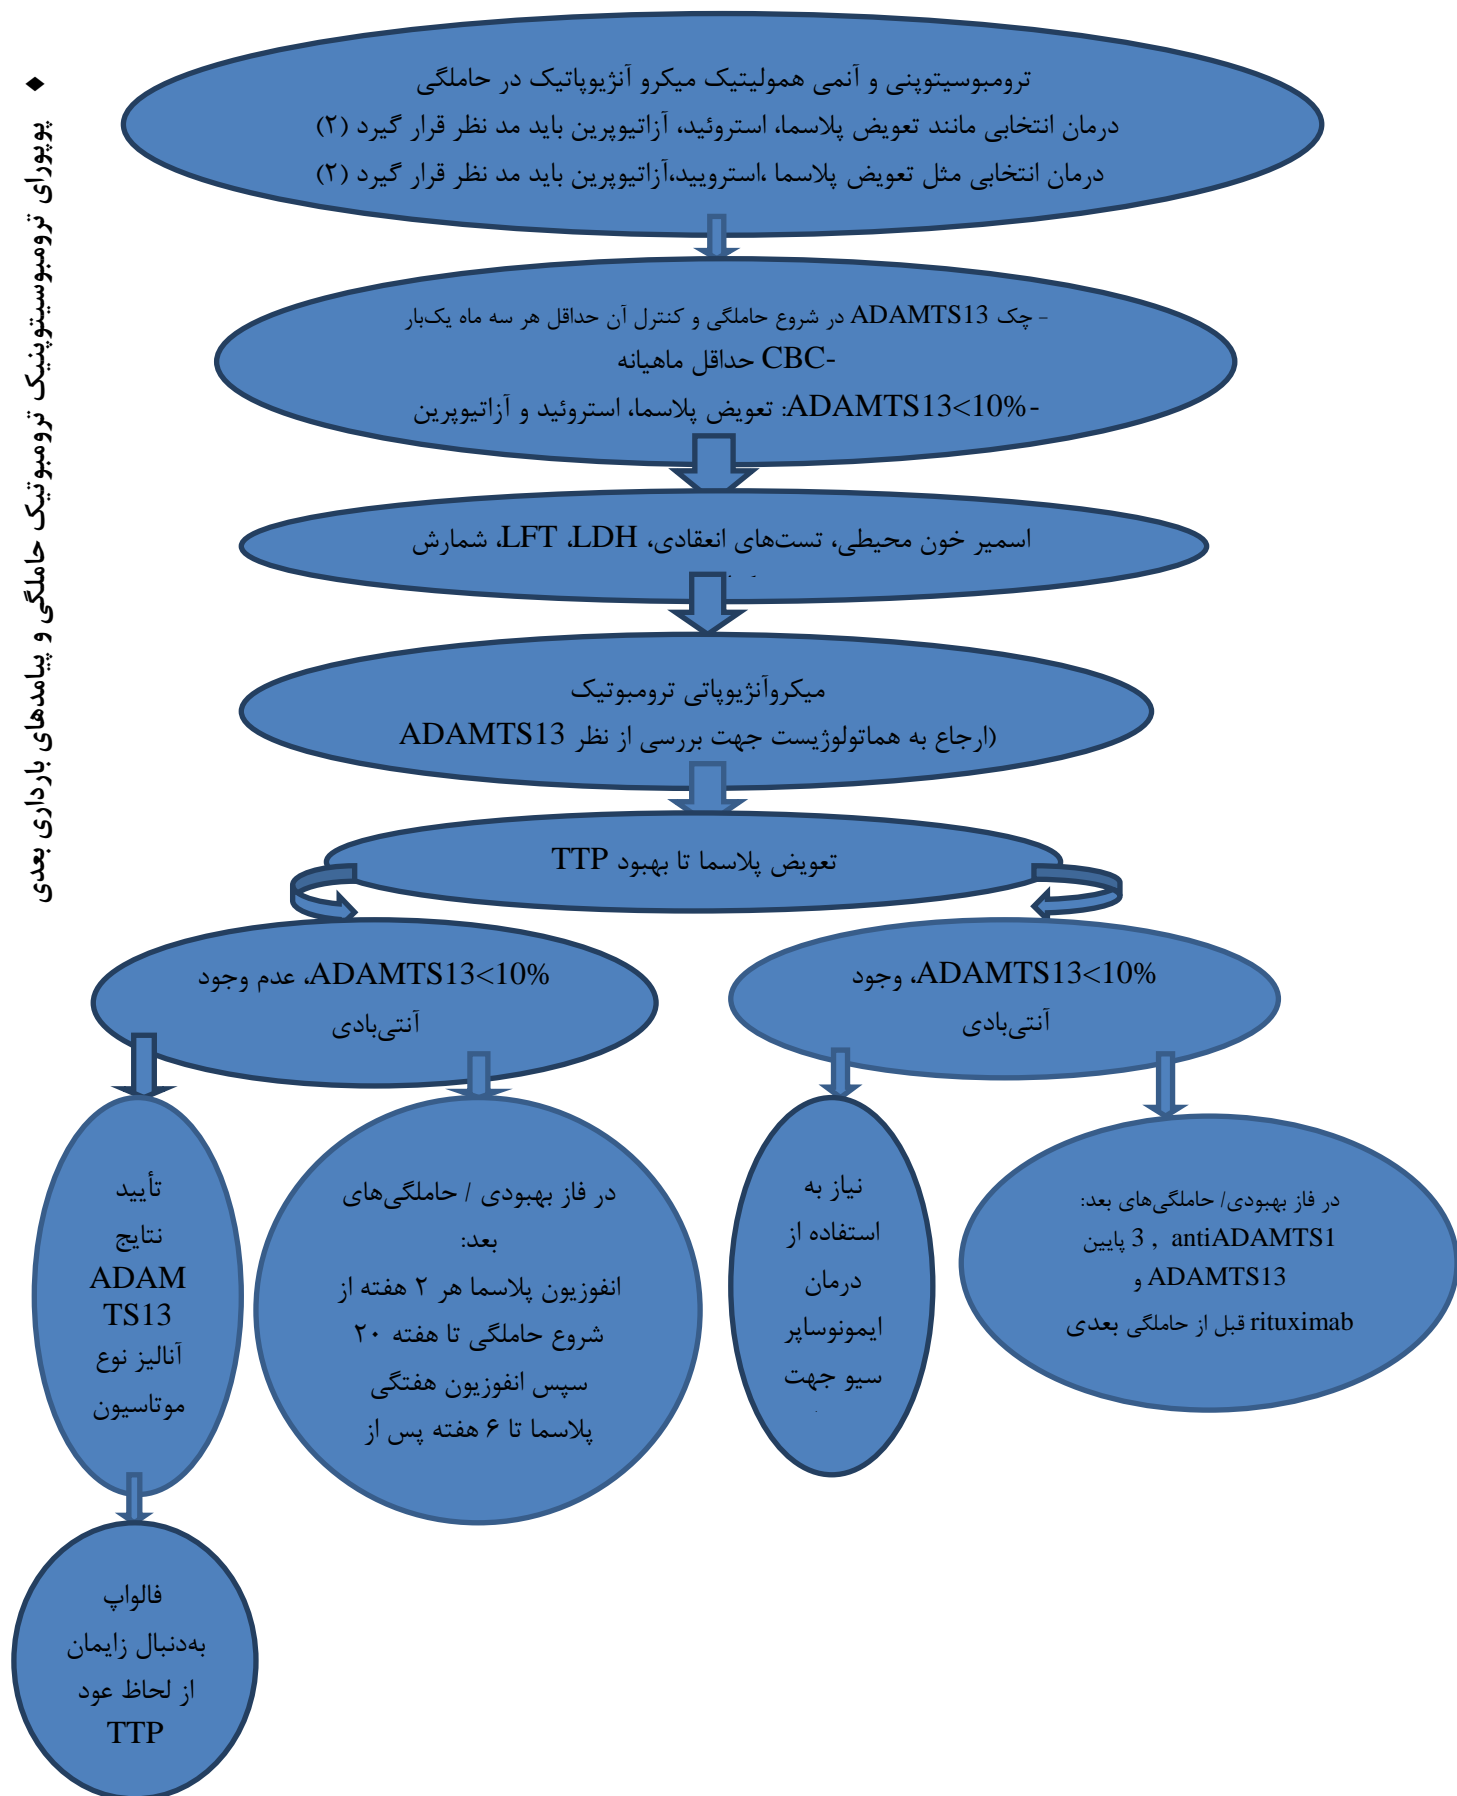 ♦ پورپورای ترومبوسیتوپنیک ترومبوتیک حاملگی و پیامدهای بارداری بعدی
ترومبوسیتوپنی و آنمی همولیتیک میکرو آنژیوپاتیک در حاملگی
درمان انتخابی مانند تعویض پلاسما، استروئید، آزاتیوپرین باید مد نظر قرار گیرد (۲)
درمان انتخابی مثل تعویض پلاسما ،استرویید،آزاتیوپرین باید مد نظر قرار گیرد (۲)
- چک ADAMTS13 در شروع حاملگی و کنترل آن حداقل هر سه ماه یک‌بار
-CBC حداقل ماهیانه
-ADAMTS13<10%: تعویض پلاسما، استروئید و آزاتیوپرین
اسمیر خون محیطی، تست‌های انعقادی، LFT ،LDH، شمارش
میکروآنژیوپاتی ترومبوتیک
(ارجاع به هماتولوژیست جهت بررسی از نظر ADAMTS13
تعویض پلاسما تا بهبود TTP
ADAMTS13<10%، وجود
آنتی‌بادی
ADAMTS13<10%، عدم وجود
آنتی‌بادی
در فاز بهبودی/ حاملگی‌های بعد:
antiADAMTS1 , 3 پایین
ADAMTS13 و
rituximab قبل از حاملگی بعدی
نیاز به
استفاده از
درمان
ایمونوساپر
سیو جهت
در فاز بهبودی / حاملگی‌های
بعد:
انفوزیون پلاسما هر ۲ هفته از
شروع حاملگی تا هفته ۲۰
سپس انفوزیون هفتگی
پلاسما تا ۶ هفته پس از
تأیید
نتایج
ADAM
TS13
آنالیز نوع
موتاسیون
فالواپ
به‌دنبال زایمان
از لحاظ عود
TTP